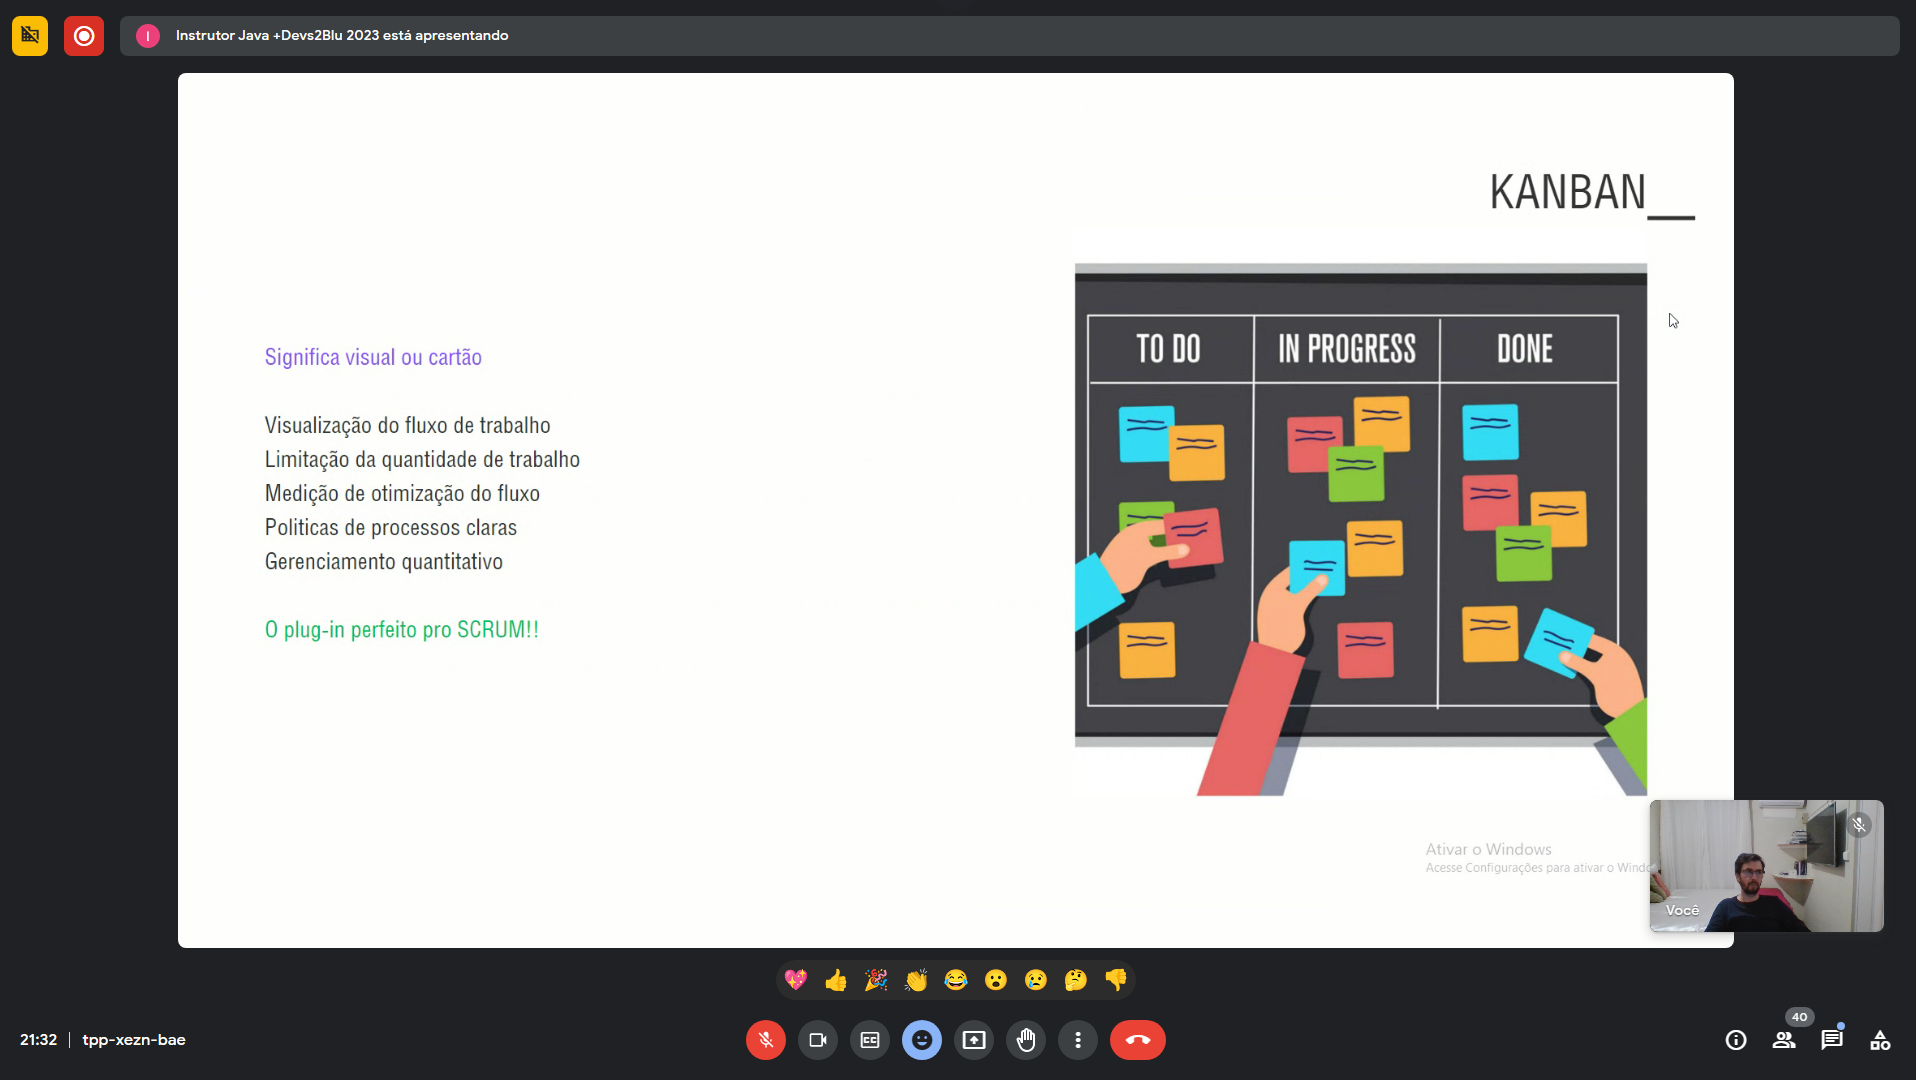 I
Instrutor Java +Devs2Blu 2023 está apresentando
KANBAN__
Significa visual ou cartão
Visualização do fluxo de trabalho
Limitação da quantidade de trabalho
Medição de otimização do fluxo
Politicas de processos claras
Gerenciamento quantitativo
O plug-in perfeito pro SCRUM!!
TO DO
IN PROGRESS
DONE
Ativar o Windows
Acesse Configurações para ativar o
Você
21:32 | tpp-xezn-bae
CC
40